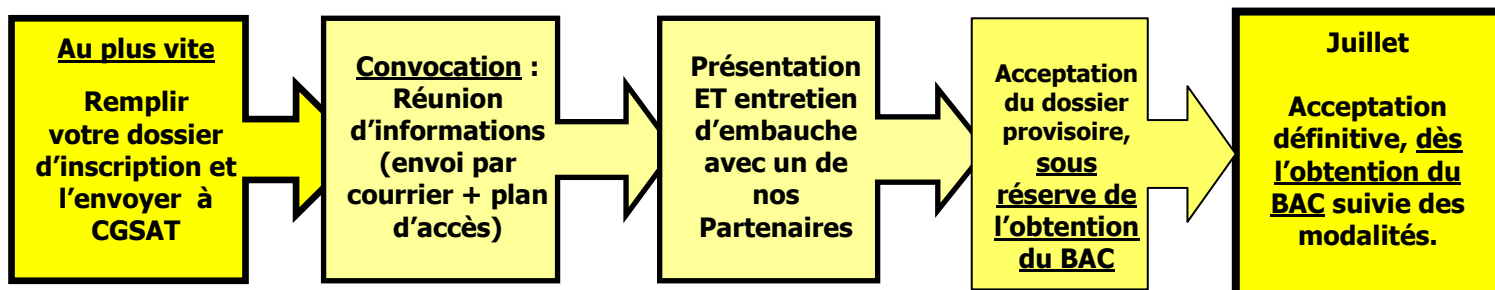 Au plus vite
Remplir
votre dossier
d’inscription et
l’envoyer à
CGSAT
Convocation :
Réunion
d’informations
(envoi par
courrier + plan
d’accès)
Présentation
ET entretien
d’embauche
avec un de
nos
Partenaires
Acceptation
du dossier
provisoire,
sous
réserve de
l’obtention
du BAC
Juillet
Acceptation
définitive, dès
l’obtention du
BAC suivie des
modalités.